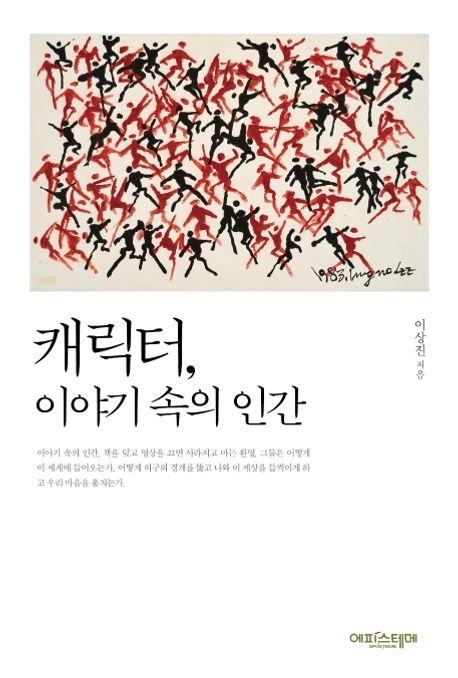 1983, Ungno LEE
캐릭터,
이야기 속의 인간
이상진 지음
이야기 속의 인간, 책을 덮고 영상을 끄면 사라지고 마는 환영, 그들은 어떻게
이 세계에 들어오는가. 어떻게 허구의 경계를 뚫고 나와 이 세상을 들썩이게 하
고 우리 마음을 훔치는가.
에피스테메